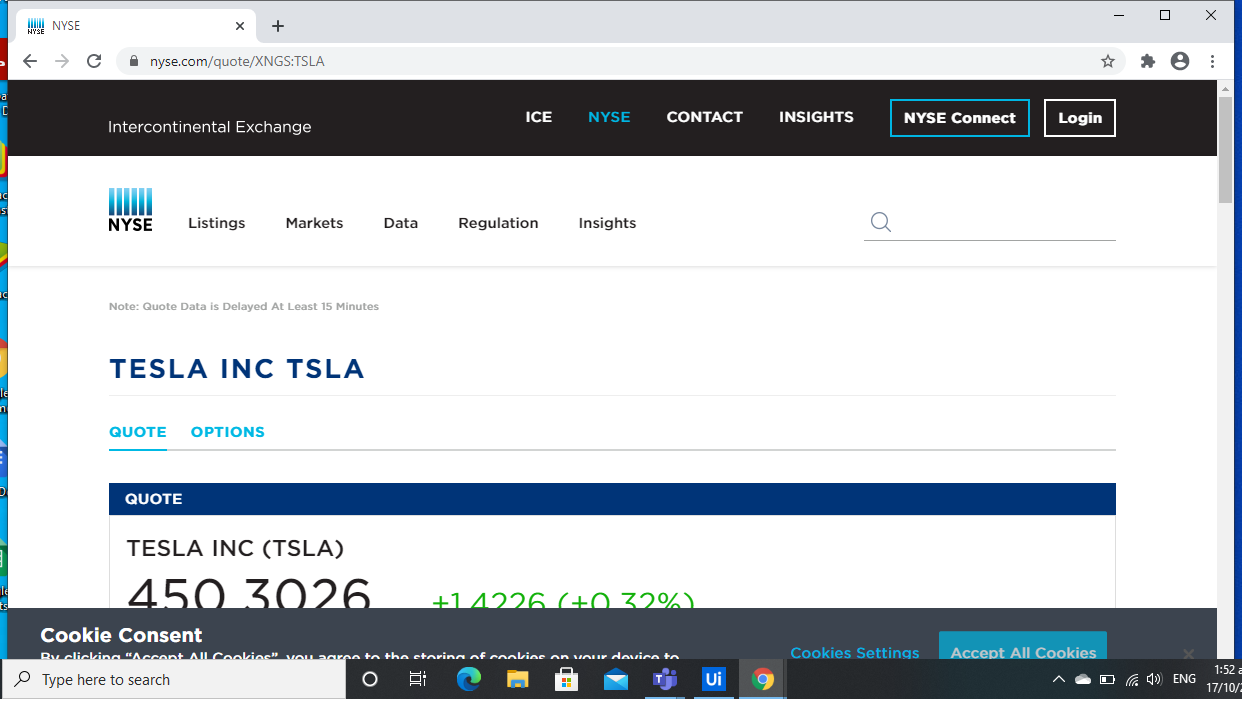 NYSE
nyse.com/quote/XNGS:TSLA
Intercontinental Exchange
ICE NYSE CONTACT INSIGHTS NYSE Connect Login
NYSE Listings Markets Data Regulation Insights
Note: Quote Data is Delayed At Least 15 Minutes
TESLA INC TSLA
QUOTE OPTIONS
QUOTE
TESLA INC (TSLA)
450.3026 +1.4226 (+0.32%)
Cookie Consent
By clicking “Accept All Cookies”, you agree to the storing of cookies on your device to
Cookies Settings Accept All Cookies
Type here to search
Ui
ENG
1:52 a
17/10/2